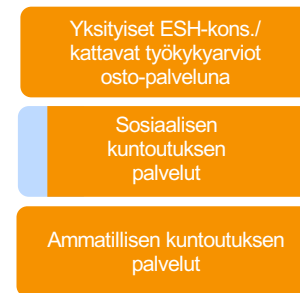 Yksityiset ESH-kons./
kattavat työkykyarviot
osto-palveluna
Sosiaalisen
kuntoutuksen
palvelut
Ammatillisen kuntoutuksen
palvelut